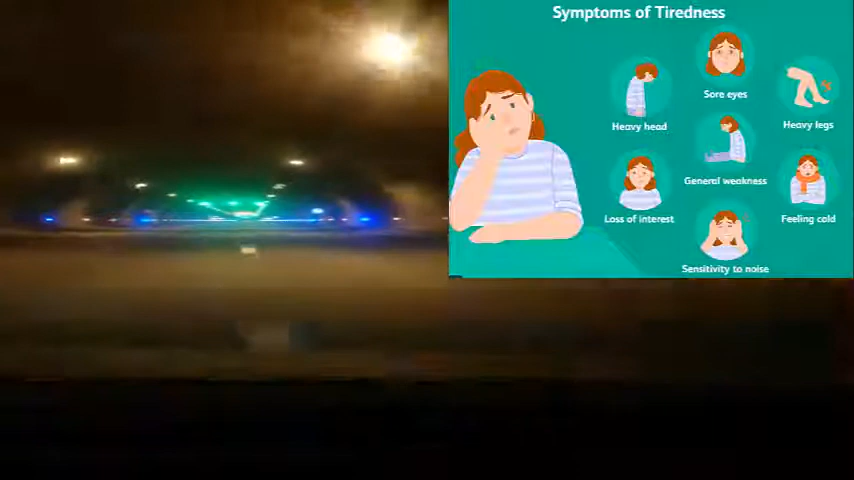 Symptoms of Tiredness
Sore eyes
Heavy head
Heavy legs
General weakness
Loss of interest
Feeling cold
Sensitivity to noise